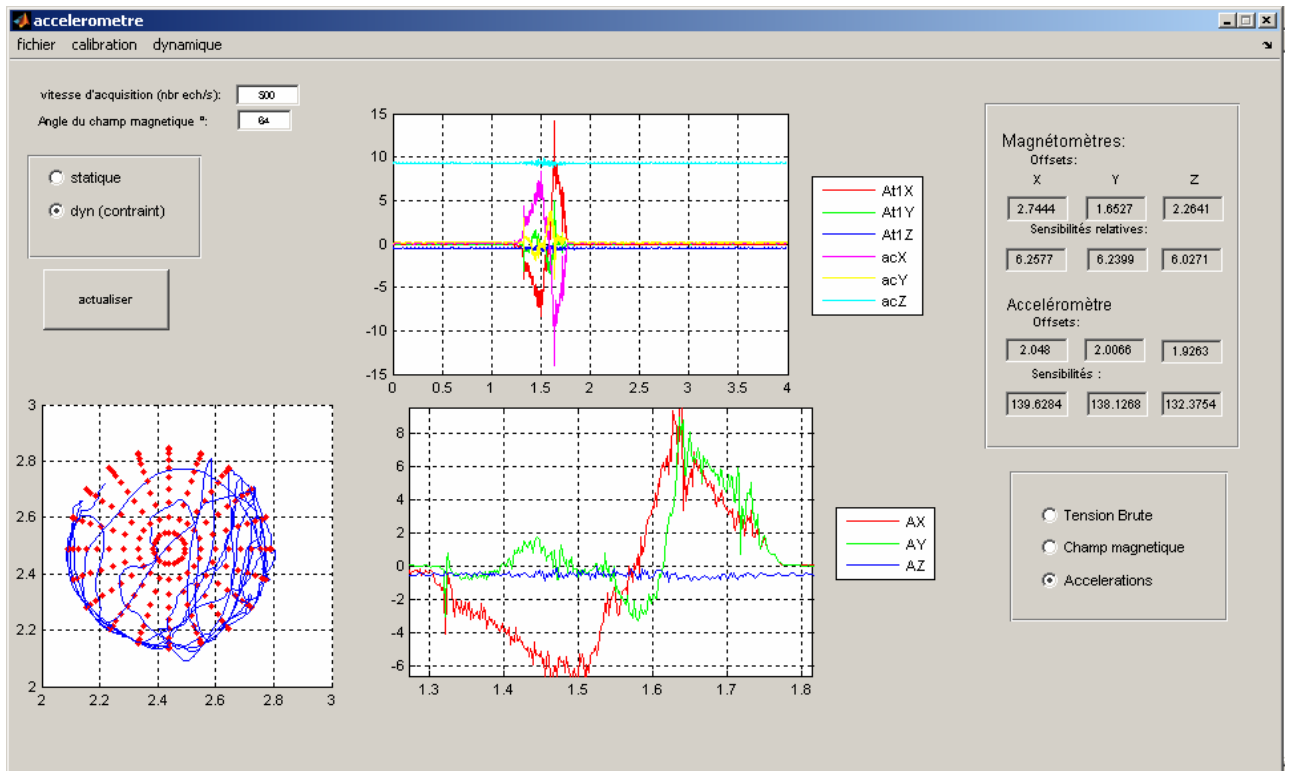 accelerometre
fichier calibration dynamique
vitesse d'acquisition (nbr ech/s): 500
Angle du champ magnetique °: 64
statique
dyn (contraint)
actualiser
15
10
5
0
-5
-10
-15
0 0.5 1 1.5 2 2.5 3 3.5 4
At1X
At1Y
At1Z
acX
acY
acZ
Magnétomètres:
Offsets:
X Y Z
2.7444 1.6527 2.2641
Sensibilités relatives:
6.2577 6.2399 6.0271
Acceléromètre
Offsets:
2.048 2.0066 1.9263
Sensibilités :
139.6284 138.1268 132.3754
3
2.8
2.6
2.4
2.2
2
2 2.2 2.4 2.6 2.8 3
8
6
4
2
0
-2
-4
-6
1.3 1.4 1.5 1.6 1.7 1.8
AX
AY
AZ
Tension Brute
Champ magnetique
Accelerations